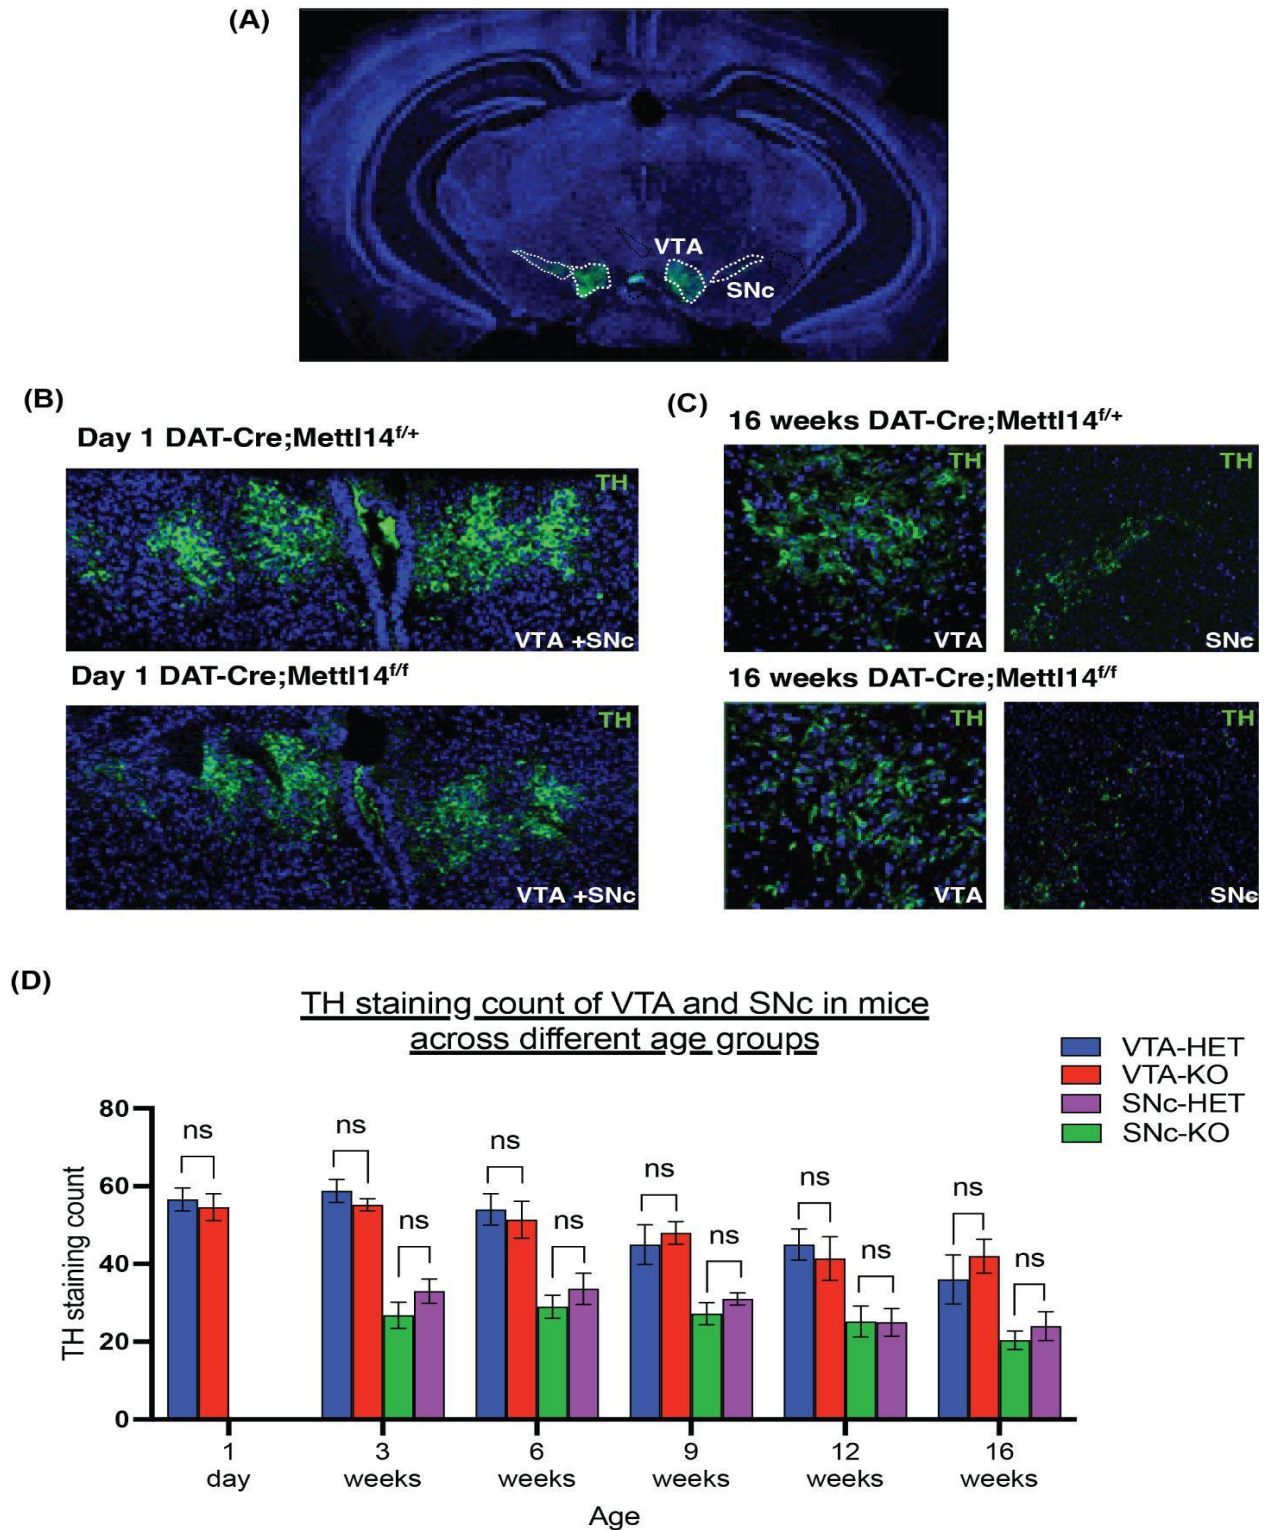 (A)
VTA
SNc
(B)
Day 1 DAT-Cre;Mettl14f/+
TH
VTA +SNc
Day 1 DAT-Cre;Mettl14f/f
TH
VTA +SNc
(C)
16 weeks DAT-Cre;Mettl14f/+
TH
VTA
TH
SNc
16 weeks DAT-Cre;Mettl14f/f
TH
VTA
TH
SNc
(D)
TH staining count of VTA and SNc in mice
across different age groups
VTA-HET
VTA-KO
SNc-HET
SNc-KO
TH staining count
80
60
40
20
0
ns
ns
ns
ns
ns
ns
ns
ns
ns
ns
ns
1
day
3
weeks
6
weeks
9
weeks
12
weeks
16
weeks
Age